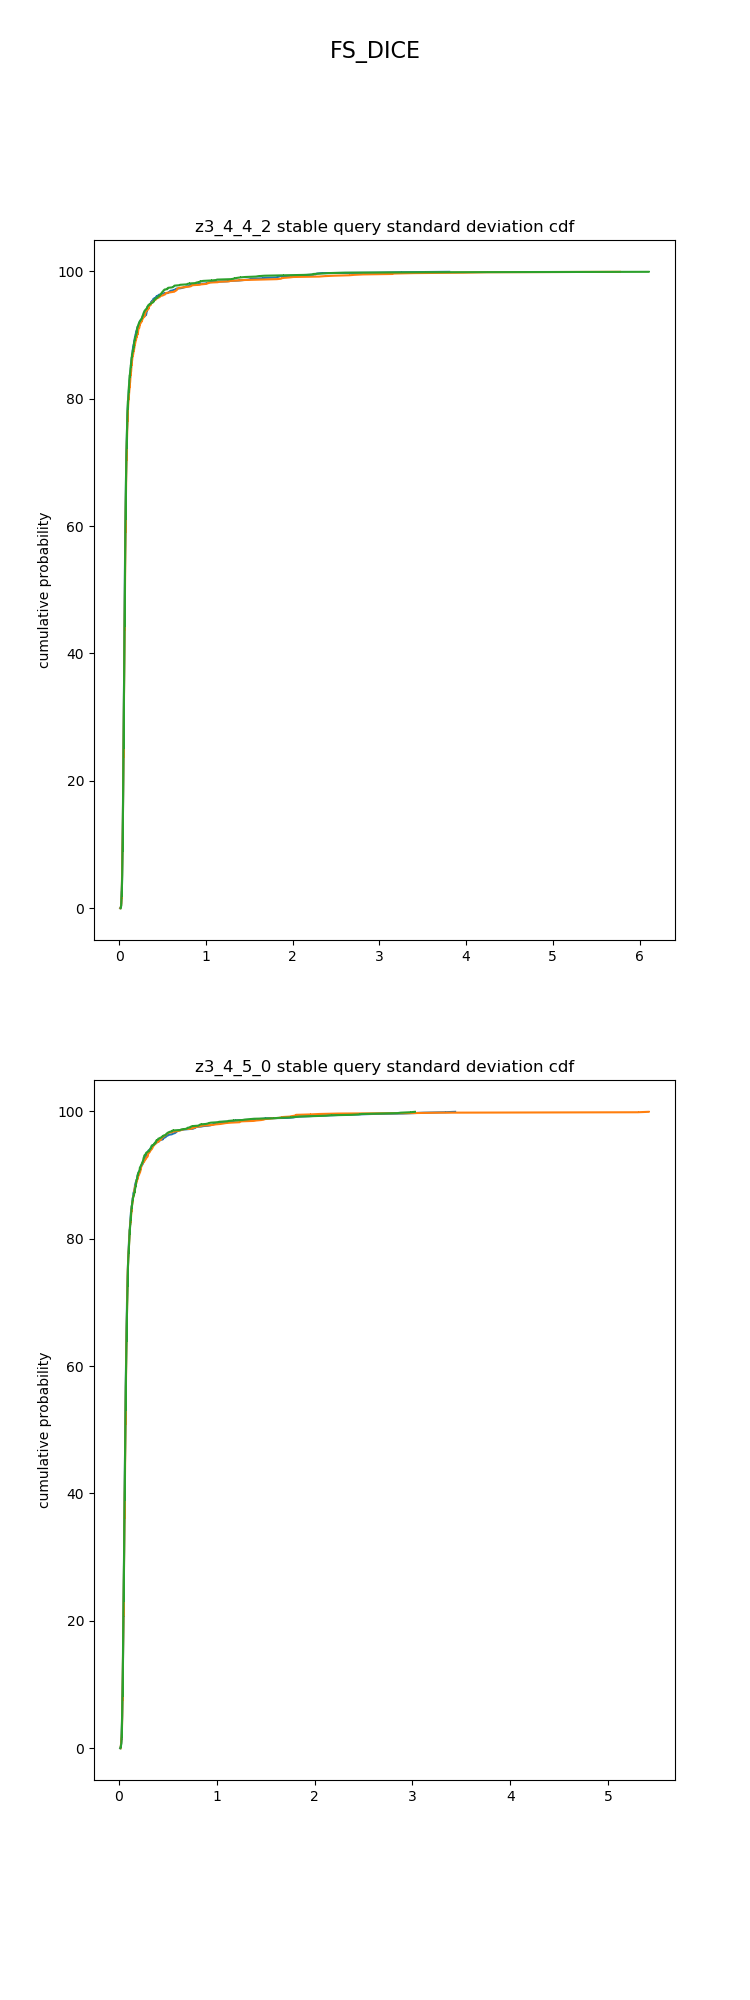 FS_DICE
z3_4_4_2 stable query standard deviation cdf
100
80
60
40
20
0
cumulative probability
0 1 2 3 4 5 6
z3_4_5_0 stable query standard deviation cdf
100
80
60
40
20
0
cumulative probability
0 1 2 3 4 5